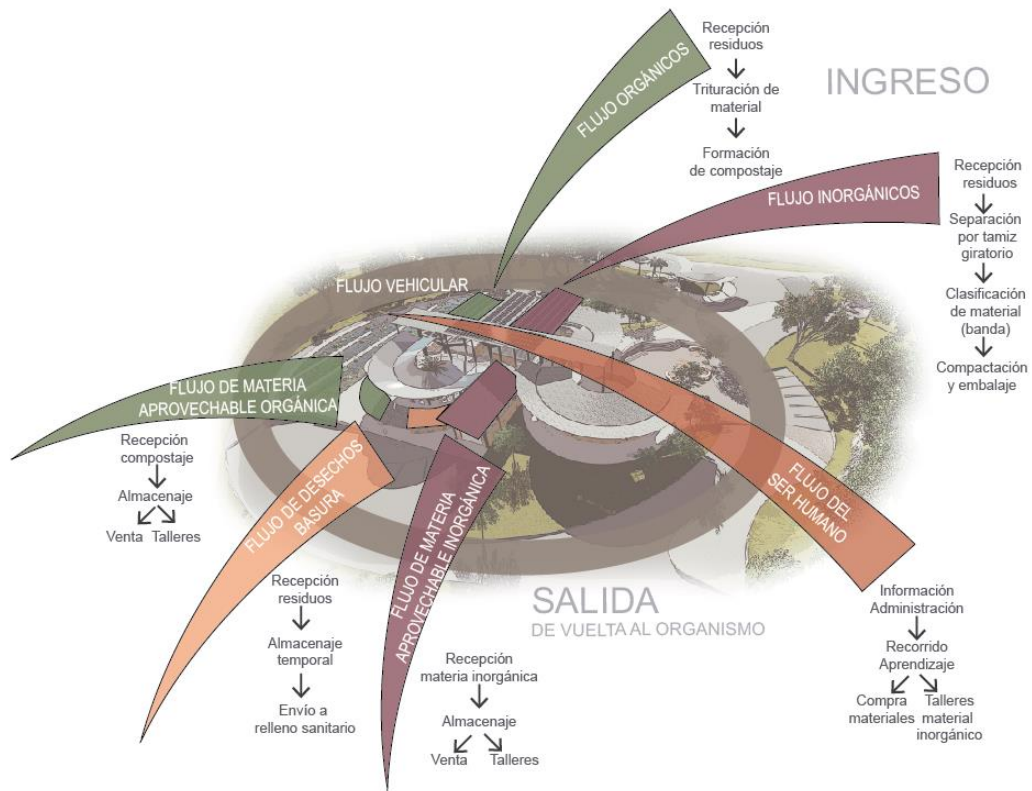 FLUJO ORGÁNICOS
Recepción
residuos
Trituración de
material
Formación
de compostaje
INGRESO
FLUJO INORGÁNICOS
Recepción
residuos
Separación
por tamiz
giratorio
Clasificación
de material
(banda)
Compactación
y embalaje
FLUJO VEHICULAR
FLUJO DE MATERIA
APROVECHABLE ORGÁNICA
Recepción
compostaje
Almacenaje
Venta Talleres
FLUJO DE DESECHOS
BASURA
Recepción
residuos
Almacenaje
temporal
Envío a
relleno sanitario
FLUJO DE MATERIA
APROVECHABLE INORGÁNICA
Recepción
materia inorgánica
Almacenaje
Venta Talleres
SALIDA
DE VUELTA AL ORGANISMO
FLUJO DEL
SER HUMANO
Información
Administración
Recorrido
Aprendizaje
Compra
materiales
Talleres
material
inorgánico